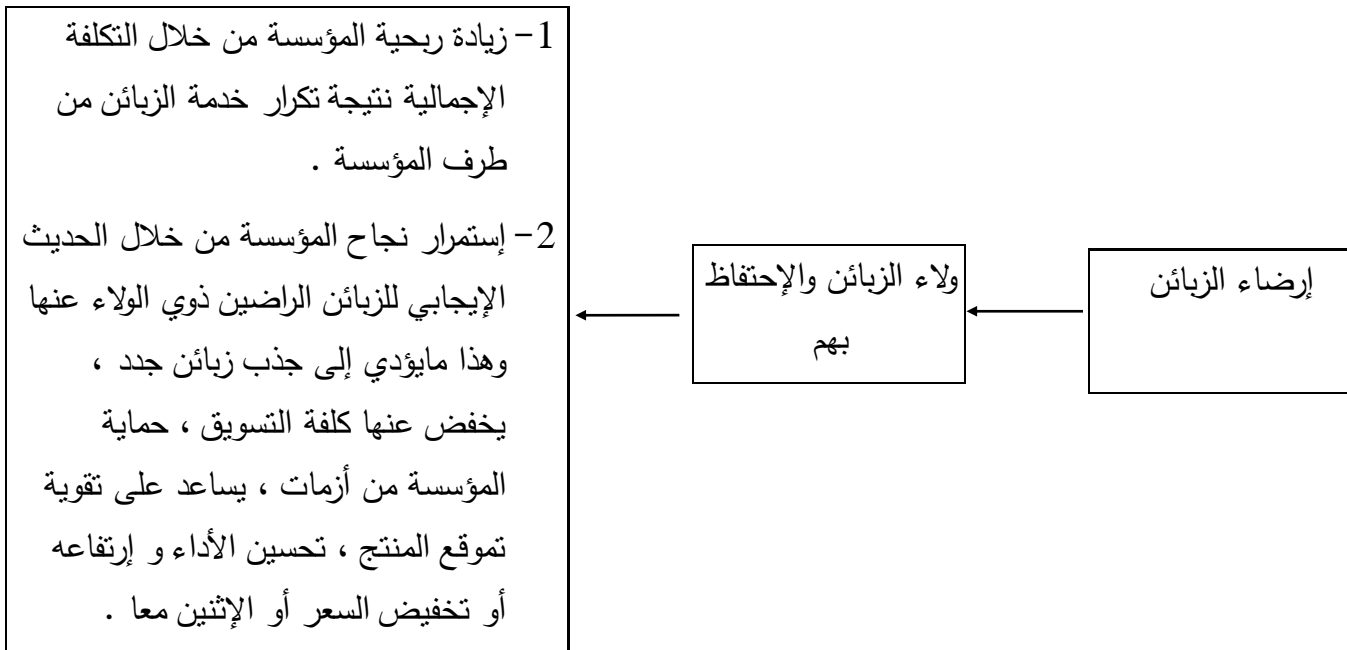 إرضاء الزبائن
ولاء الزبائن والإحتفاظ
بهم
1- زيادة ربحية المؤسسة من خلال التكلفة
الإجمالية نتيجة تكرار خدمة الزبائن من
طرف المؤسسة .
2- إستمرار نجاح المؤسسة من خلال الحديث
الإيجابي للزبائن الراضين ذوي الولاء عنها
وهذا مايؤدي إلى جذب زبائن جدد ،
يخفض عنها كلفة التسويق ، حماية
المؤسسة من أزمات ، يساعد على تقوية
تموقع المنتج ، تحسين الأداء و إرتفاعه
أو تخفيض السعر أو الإثنين معا .